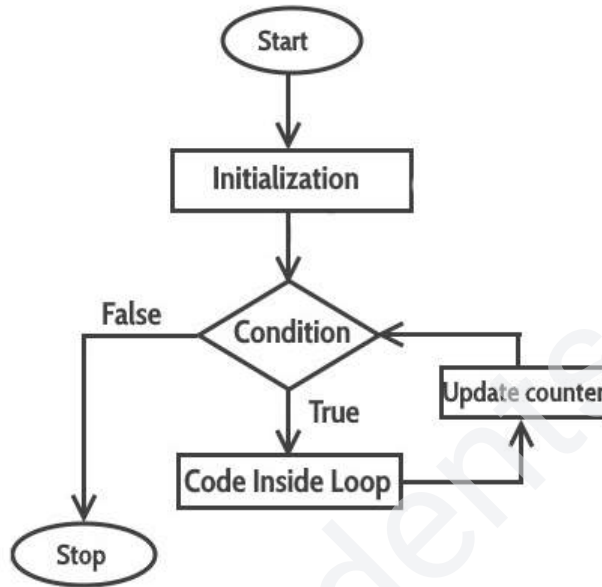 Start
Initialization
False
Condition
Update counter
True
Code Inside Loop
Stop